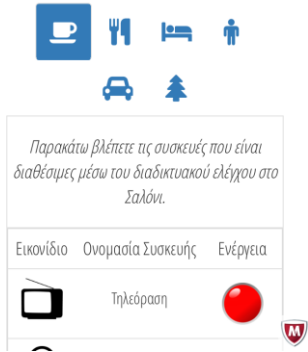 Παρακάτω βλέπετε τις συσκευές που είναι
διαθέσιμες μέσω του διαδικτυακού ελέγχου στο
Σαλόνι.
Εικονίδιο Ονομασία Συσκευής Ενέργεια
Τηλεόραση